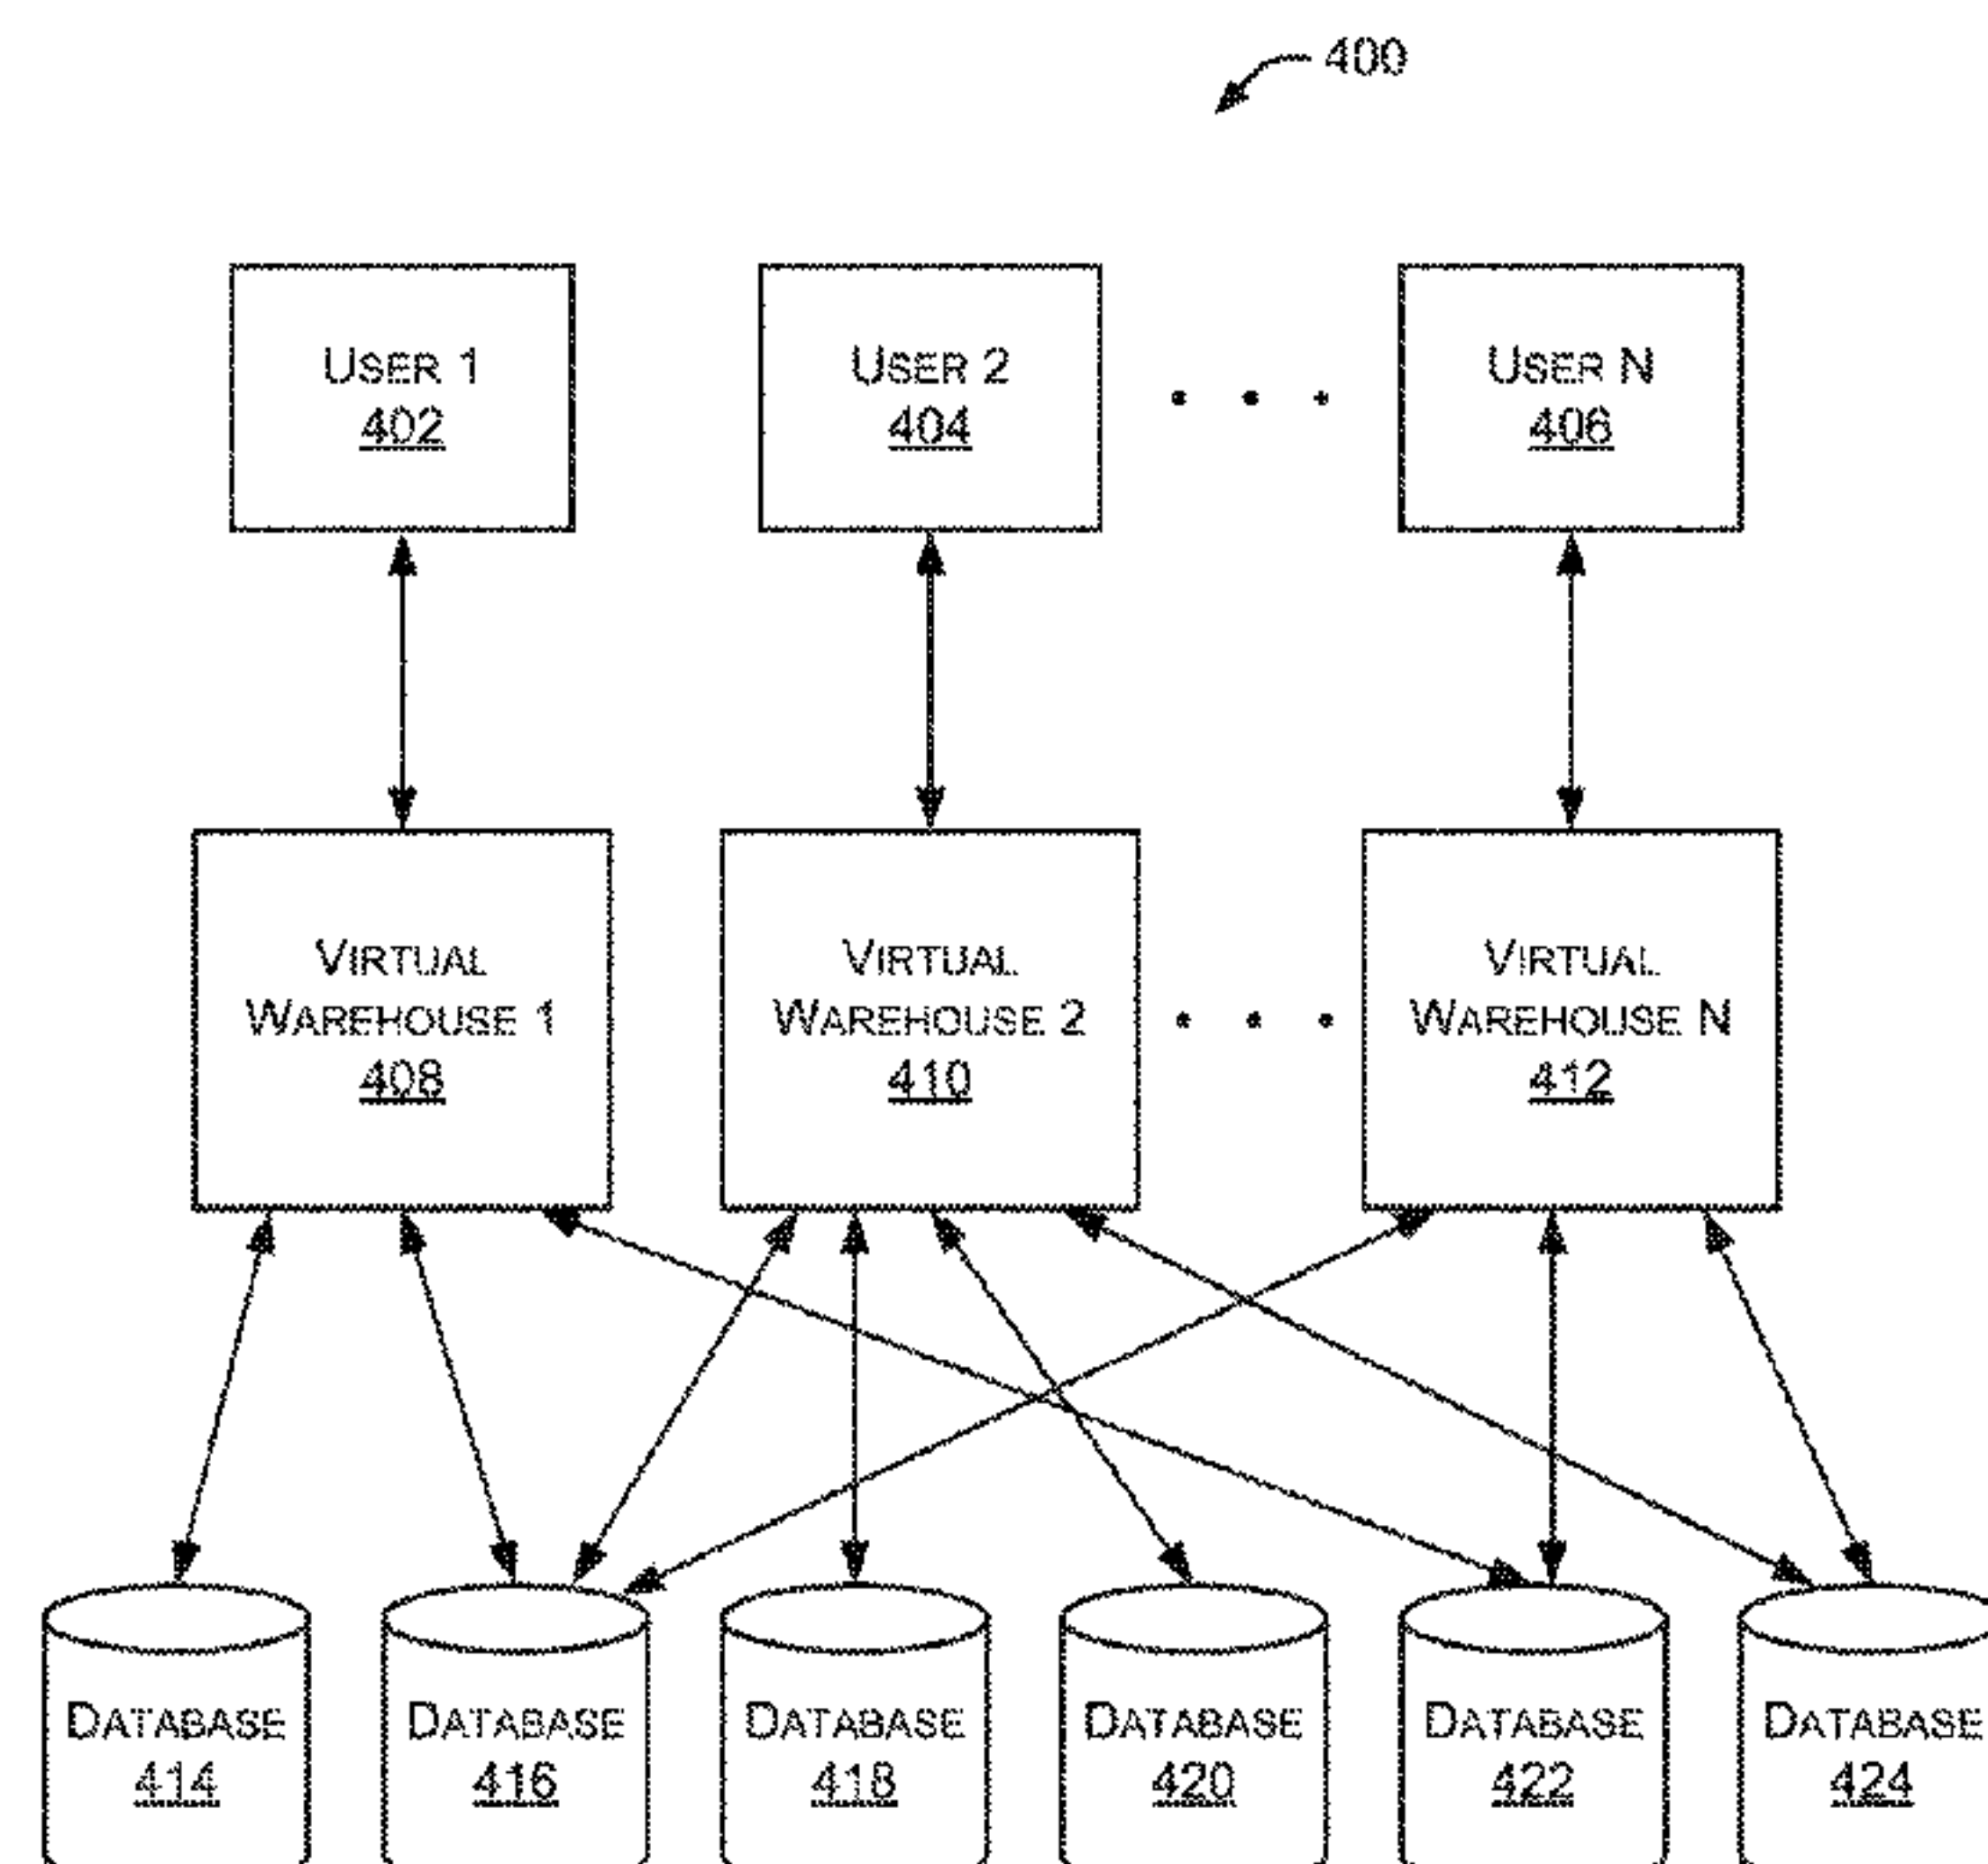 400
USER 1
402
USER 2
404
USER N
406
VIRTUAL
WAREHOUSE 1
408
VIRTUAL
WAREHOUSE 2
410
VIRTUAL
WAREHOUSE N
412
DATABASE
414
DATABASE
416
DATABASE
418
DATABASE
420
DATABASE
422
DATABASE
424